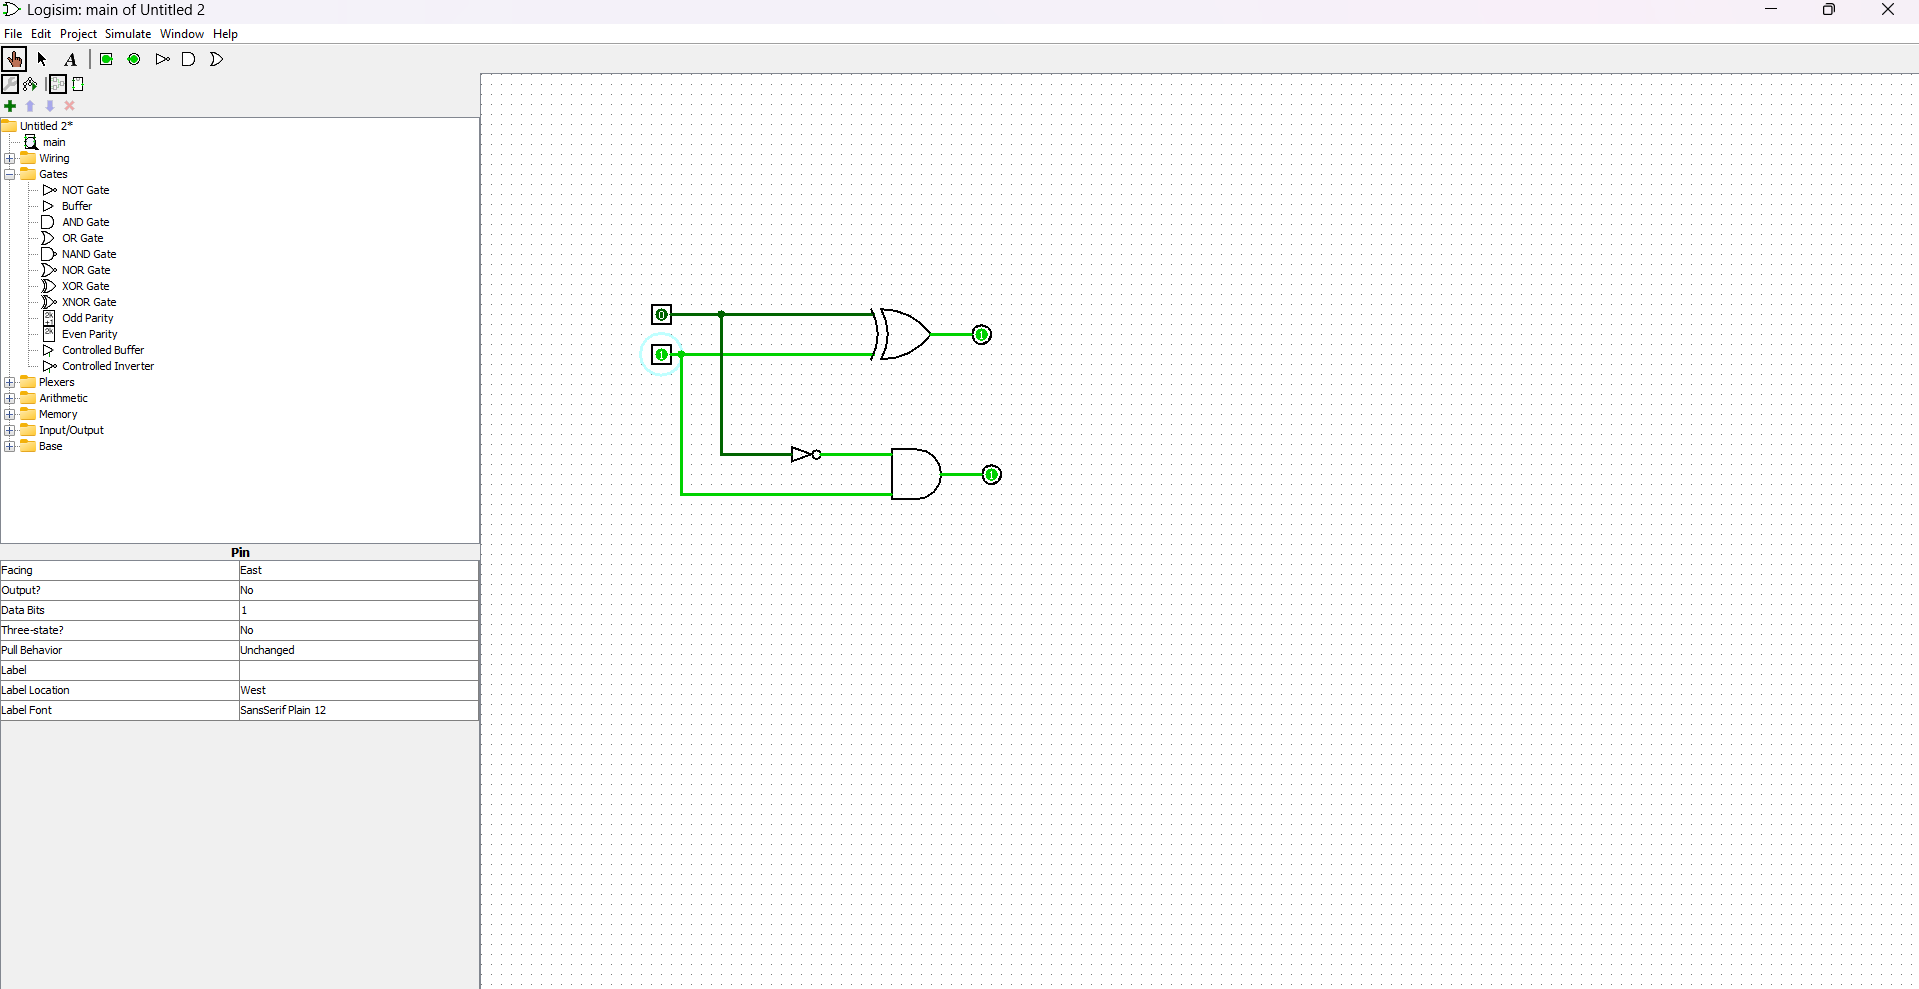 Logisim: main of Untitled 2
File Edit Project Simulate Window Help
A
Untitled 2*
main
Wiring
Gates
NOT Gate
Buffer
AND Gate
OR Gate
NAND Gate
NOR Gate
XOR Gate
XNOR Gate
Odd Parity
Even Parity
Controlled Buffer
Controlled Inverter
Plexers
Arithmetic
Memory
Input/Output
Base
0
1
1
1
Pin
Facing East
Output? No
Data Bits 1
Three-state? No
Pull Behavior Unchanged
Label
Label Location West
Label Font SansSerif Plain 12